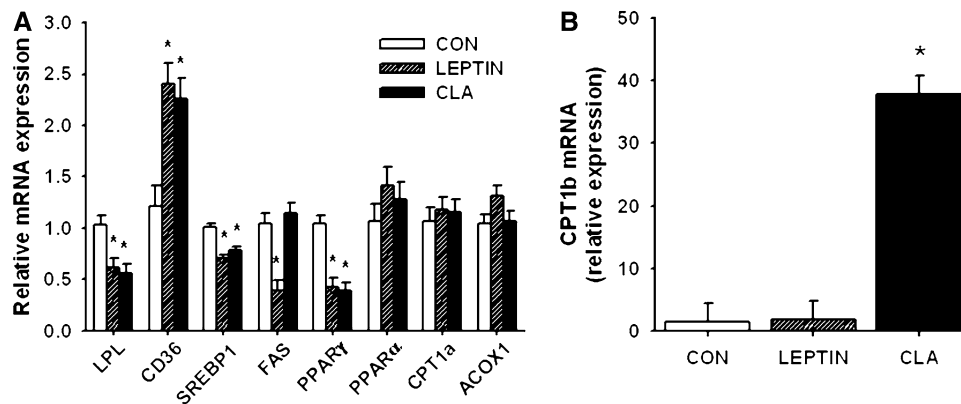 A
Relative mRNA expression
3.0
2.5
2.0
1.5
1.0
0.5
0.0
CON
LEPTIN
CLA
* *
* *
* *
*
* *
LPL
CD36
SREBP1
FAS
PPARγ
PPARα
CPT1a
ACOX1
B
CPT1b mRNA
(relative expression)
50
40
30
20
10
0
*
CON
LEPTIN
CLA